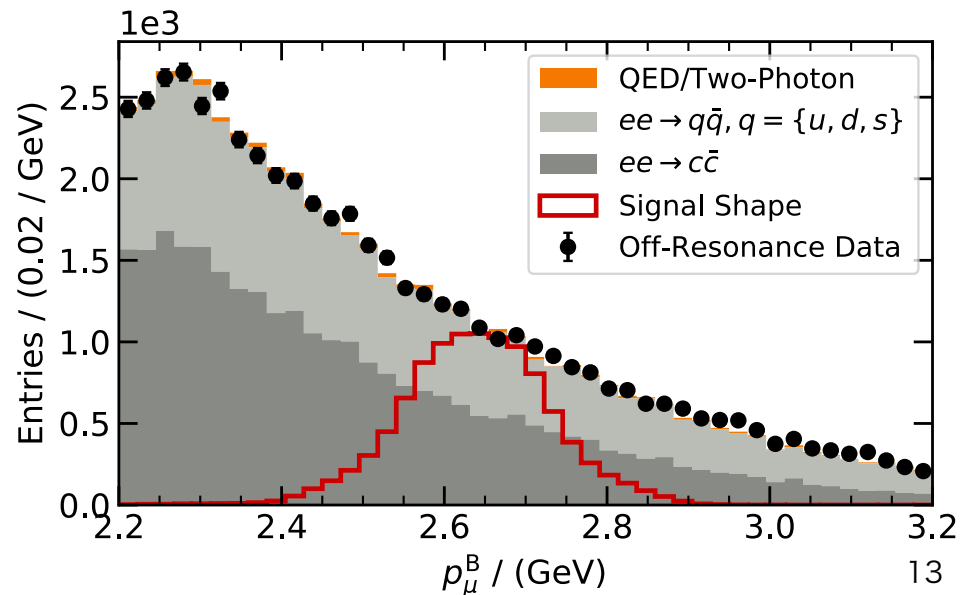 1e3
QED/Two-Photon
ee → qq̄, q = {u, d, s}
ee → cc̄
Signal Shape
Off-Resonance Data
Entries / (0.02 / GeV)
2.5
2.0
1.5
1.0
0.5
0.0
2.2 2.4 2.6 2.8 3.0 3.2
p_μ^B / (GeV)
13